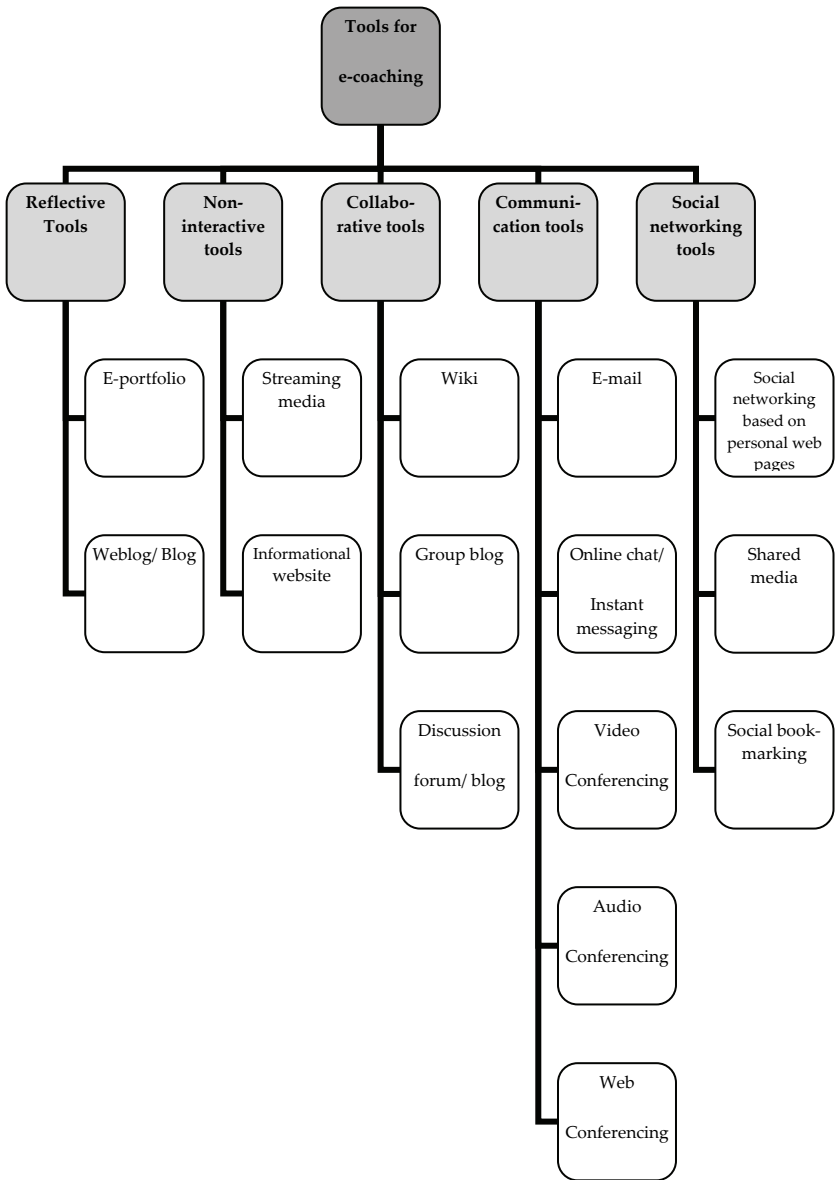 Tools for
e-coaching
Reflective
Tools
Non-
interactive
tools
Collabo-
rative tools
Communi-
cation tools
Social
networking
tools
E-portfolio
Weblog/ Blog
Streaming
media
Informational
website
Wiki
Group blog
Discussion
forum/ blog
E-mail
Online chat/
Instant
messaging
Video
Conferencing
Audio
Conferencing
Web
Conferencing
Social
networking
based on
personal web
pages
Shared
media
Social book-
marking